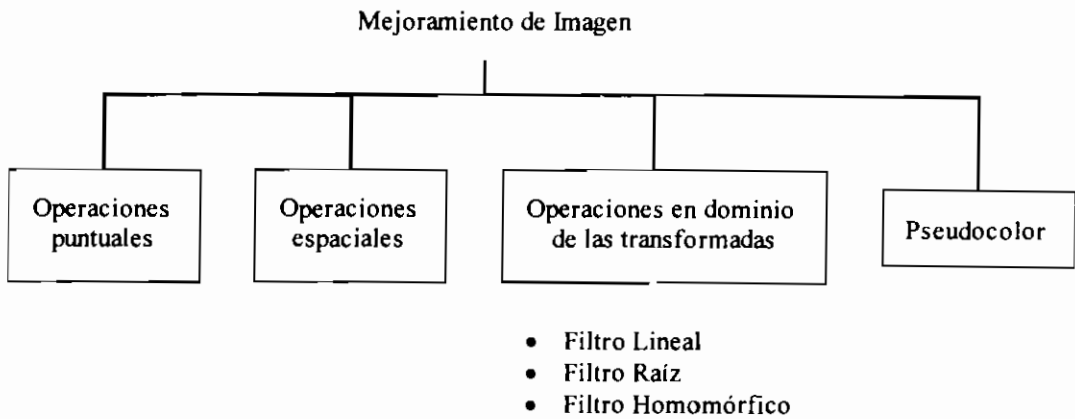 Mejoramiento de Imagen
Operaciones
puntuales
Operaciones
espaciales
Operaciones en dominio
de las transformadas
Pseudocolor
• Filtro Lineal
• Filtro Raíz
• Filtro Homomórfico